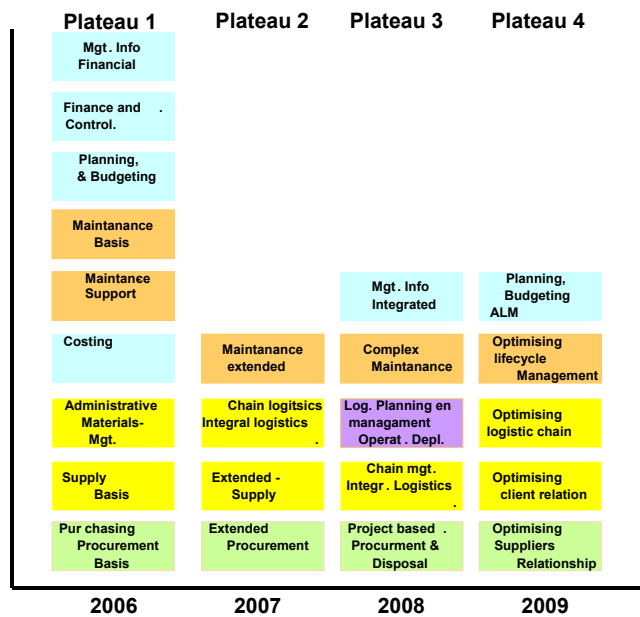 Plateau 1
Plateau 2
Plateau 3
Plateau 4
Mgt. Info
Financial
Finance and .
Control.
Planning,
& Budgeting
Maintanance
Basis
Maintance
Support
Costing
Administrative
Materials-
Mgt.
Supply
Basis
Pur chasing
Procurement
Basis
Maintanance
extended
Chain logitsics
Integral logistics
.
Extended -
Supply
Extended
Procurement
Mgt. Info
Integrated
Complex
Maintanance
Log. Planning en
managament
Operat. Depl.
Chain mgt.
Integr. Logistics
.
Project based .
Procurment &
Disposal
Planning,
Budgeting
ALM
Optimising
lifecycle
Management
Optimising
logistic chain
Optimising
client relation
Optimising
Suppliers
Relationship
2006
2007
2008
2009